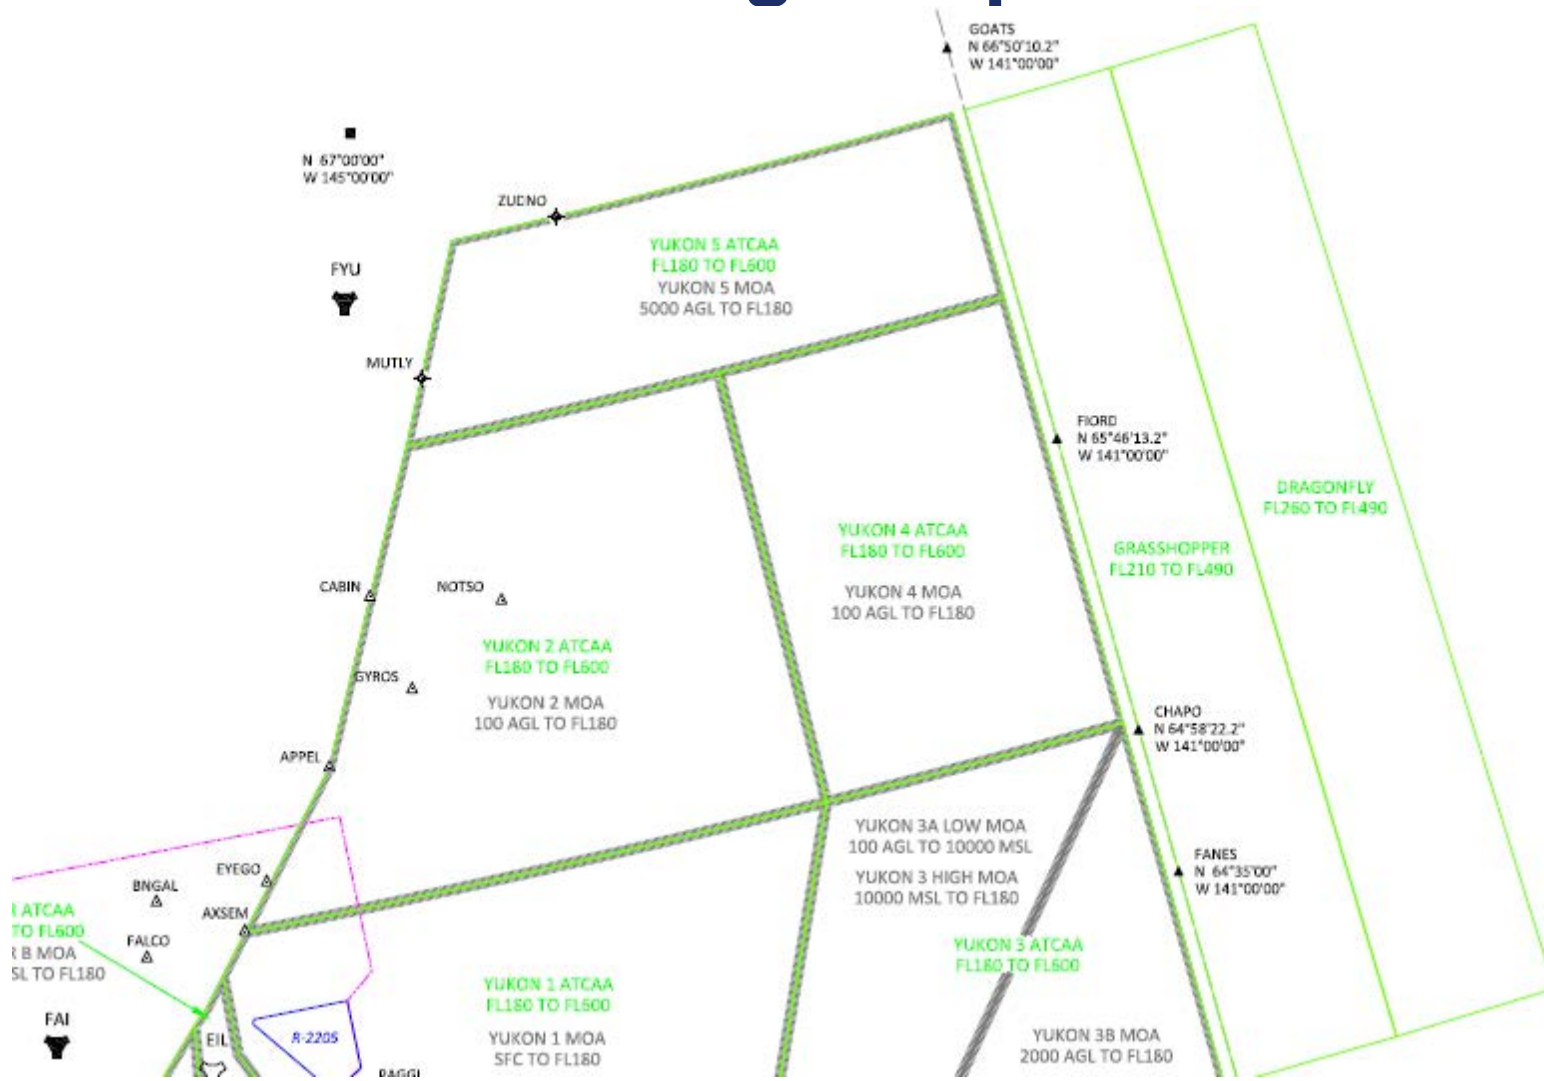 GOATS
N 66°50'10.2"
W 141°00'00"
N 67°00'00"
W 145°00'00"
ZUDNO
YUKON 5 ATCAA
FL180 TO FL600
YUKON 5 MOA
5000 AGL TO FL180
FYU
MUTLY
FIORD
N 65°46'13.2"
W 141°00'00"
DRAGONFLY
FL260 TO FL490
YUKON 4 ATCAA
FL180 TO FL600
GRASSHOPPER
FL210 TO FL490
YUKON 4 MOA
100 AGL TO FL180
CABIN
NOTSO
YUKON 2 ATCAA
FL180 TO FL600
GYROS
YUKON 2 MOA
100 AGL TO FL180
CHAPO
N 64°58'22.2"
W 141°00'00"
APPEL
YUKON 3A LOW MOA
100 AGL TO 10000 MSL
YUKON 3 HIGH MOA
10000 MSL TO FL180
FANES
N 64°35'00"
W 141°00'00"
EYEGO
BNGAL
AXSEM
ATCAA
TO FL600
FALCO
B MOA
SL TO FL180
YUKON 3 ATCAA
FL180 TO FL600
YUKON 1 ATCAA
FL180 TO FL600
FAI
EIL
R-2205
YUKON 1 MOA
SFC TO FL180
YUKON 3B MOA
2000 AGL TO FL180